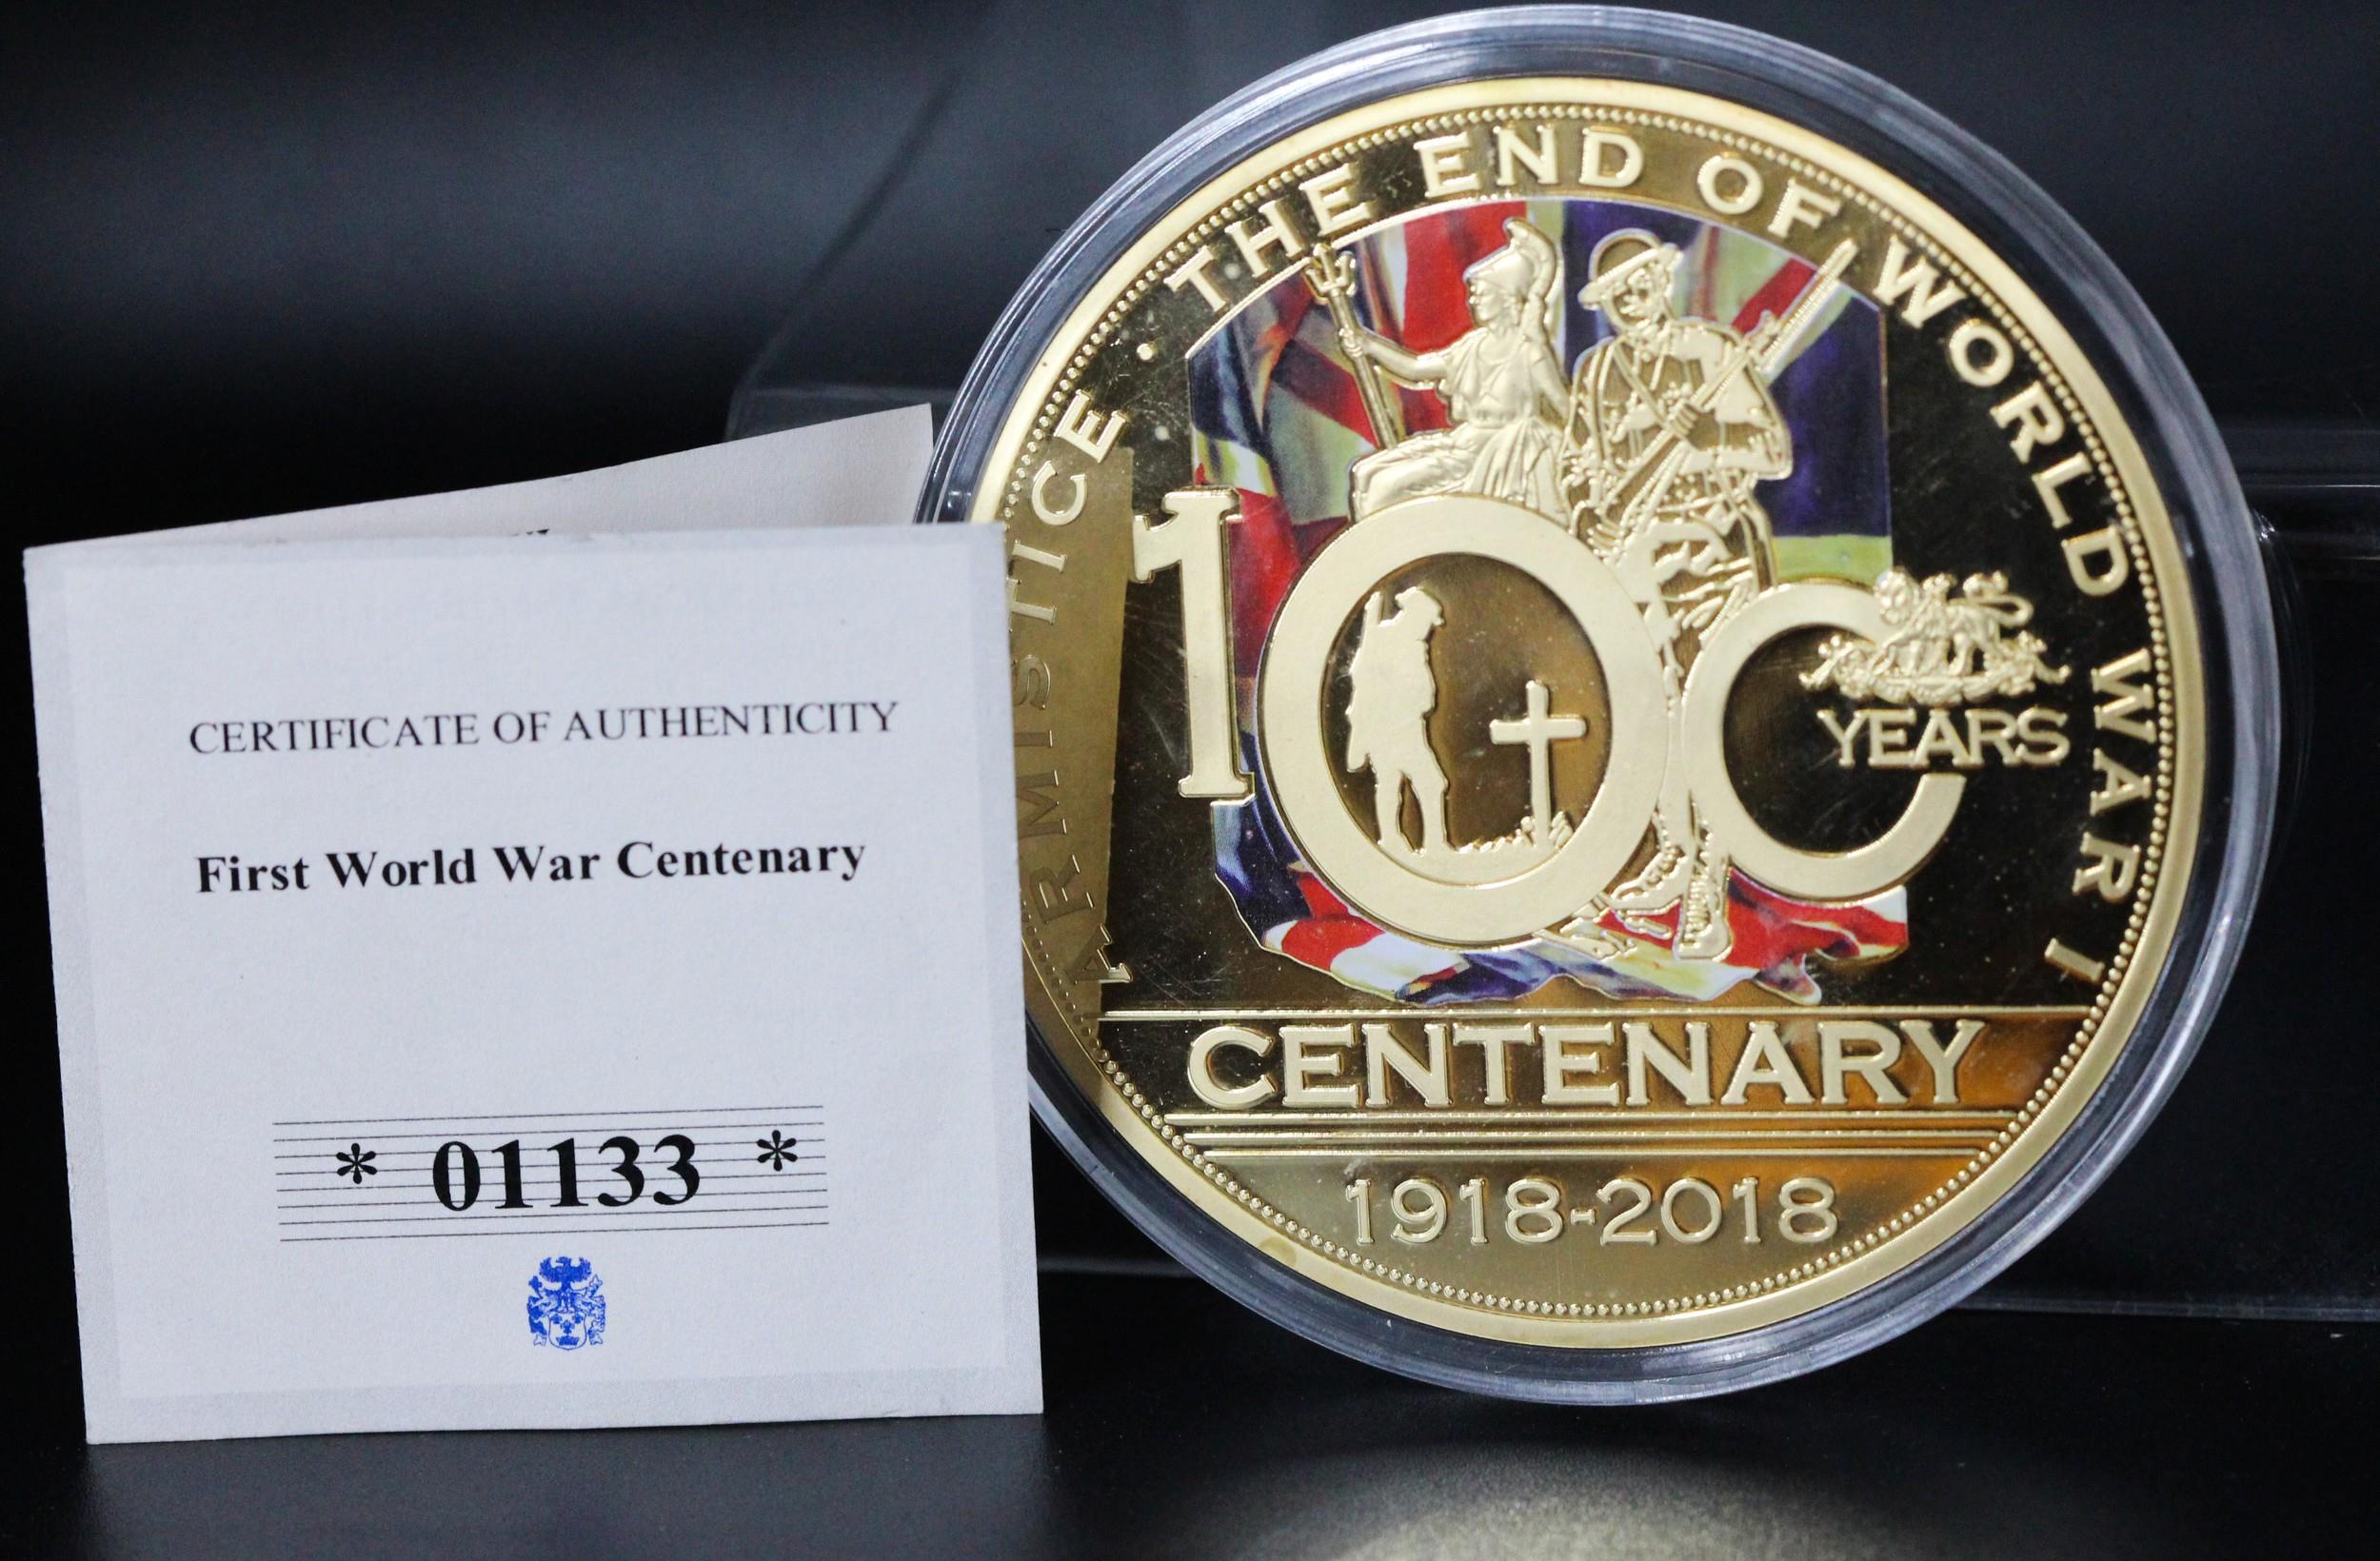 CERTIFICATE OF AUTHENTICITY
First World War Centenary
* 01133 *
ARMISTICE · THE END OF WORLD WAR I
100
YEARS
CENTENARY
1918-2018